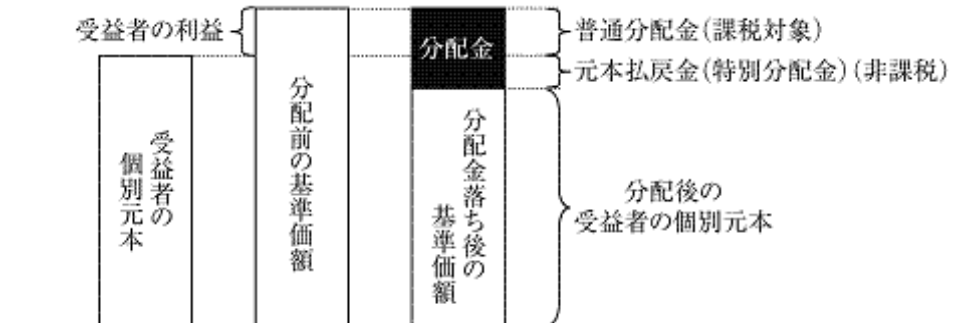 受益者の利益
分配金
普通分配金(課税対象)
元本払戻金(特別分配金)(非課税)
受益者の
個別元本
分配前の基準価額
分配金落ち後の
基準価額
分配後の
受益者の個別元本